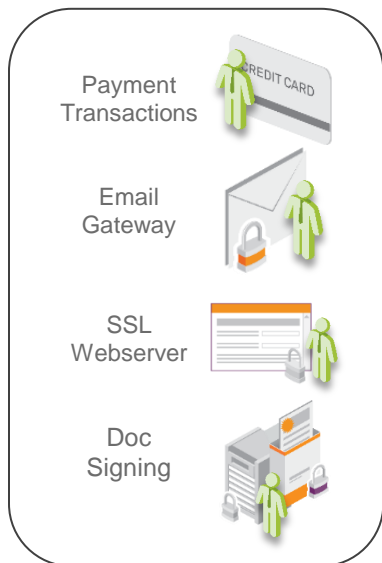 CREDIT CARD
Payment
Transactions
Email
Gateway
SSL
Webserver
Doc
Signing